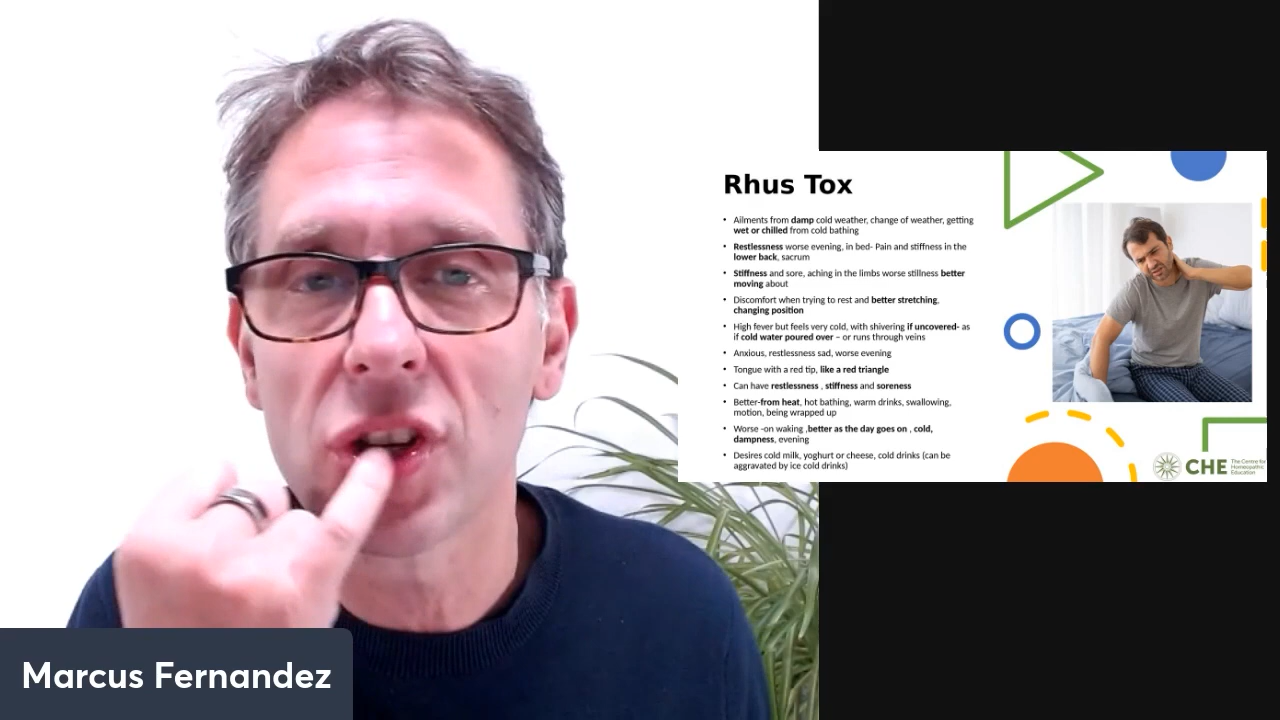 Rhus Tox
• Ailments from damp cold weather, change of weather, getting
wet or chilled from cold bathing
• Restlessness worse evening, in bed- Pain and stiffness in the
lower back, sacrum
• Stiffness and sore, aching in the limbs worse stillness better
moving about
• Discomfort when trying to rest and better stretching,
changing position
• High fever but feels very cold, with shivering if uncovered- as
if cold water poured over – or runs through veins
• Anxious, restlessness sad, worse evening
• Tongue with a red tip, like a red triangle
• Can have restlessness , stiffness and soreness
• Better-from heat, hot bathing, warm drinks, swallowing,
motion, being wrapped up
• Worse -on waking ,better as the day goes on , cold,
dampness, evening
• Desires cold milk, yoghurt or cheese, cold drinks (can be
aggravated by ice cold drinks)
CHE
The Centre for
Homeopathic
Education
Marcus Fernandez